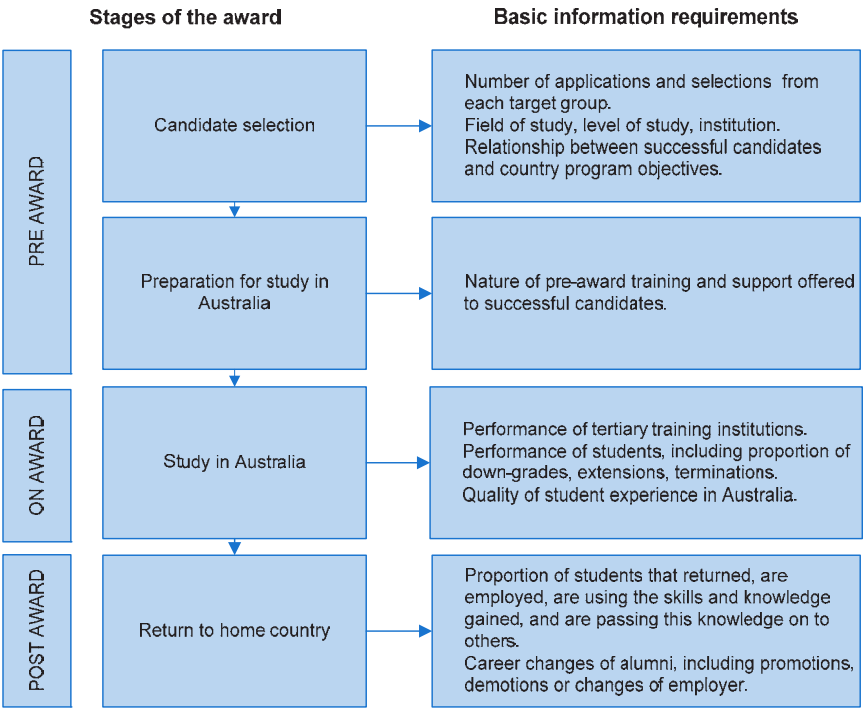 Stages of the award
Basic information requirements
PRE AWARD
Candidate selection
Number of applications and selections from
each target group.
Field of study, level of study, institution.
Relationship between successful candidates
and country program objectives.
Preparation for study in
Australia
Nature of pre-award training and support offered
to successful candidates.
ON AWARD
Study in Australia
Performance of tertiary training institutions.
Performance of students, including proportion of
down-grades, extensions, terminations.
Quality of student experience in Australia.
POST AWARD
Return to home country
Proportion of students that returned, are
employed, are using the skills and knowledge
gained, and are passing this knowledge on to
others.
Career changes of alumni, including promotions,
demotions or changes of employer.